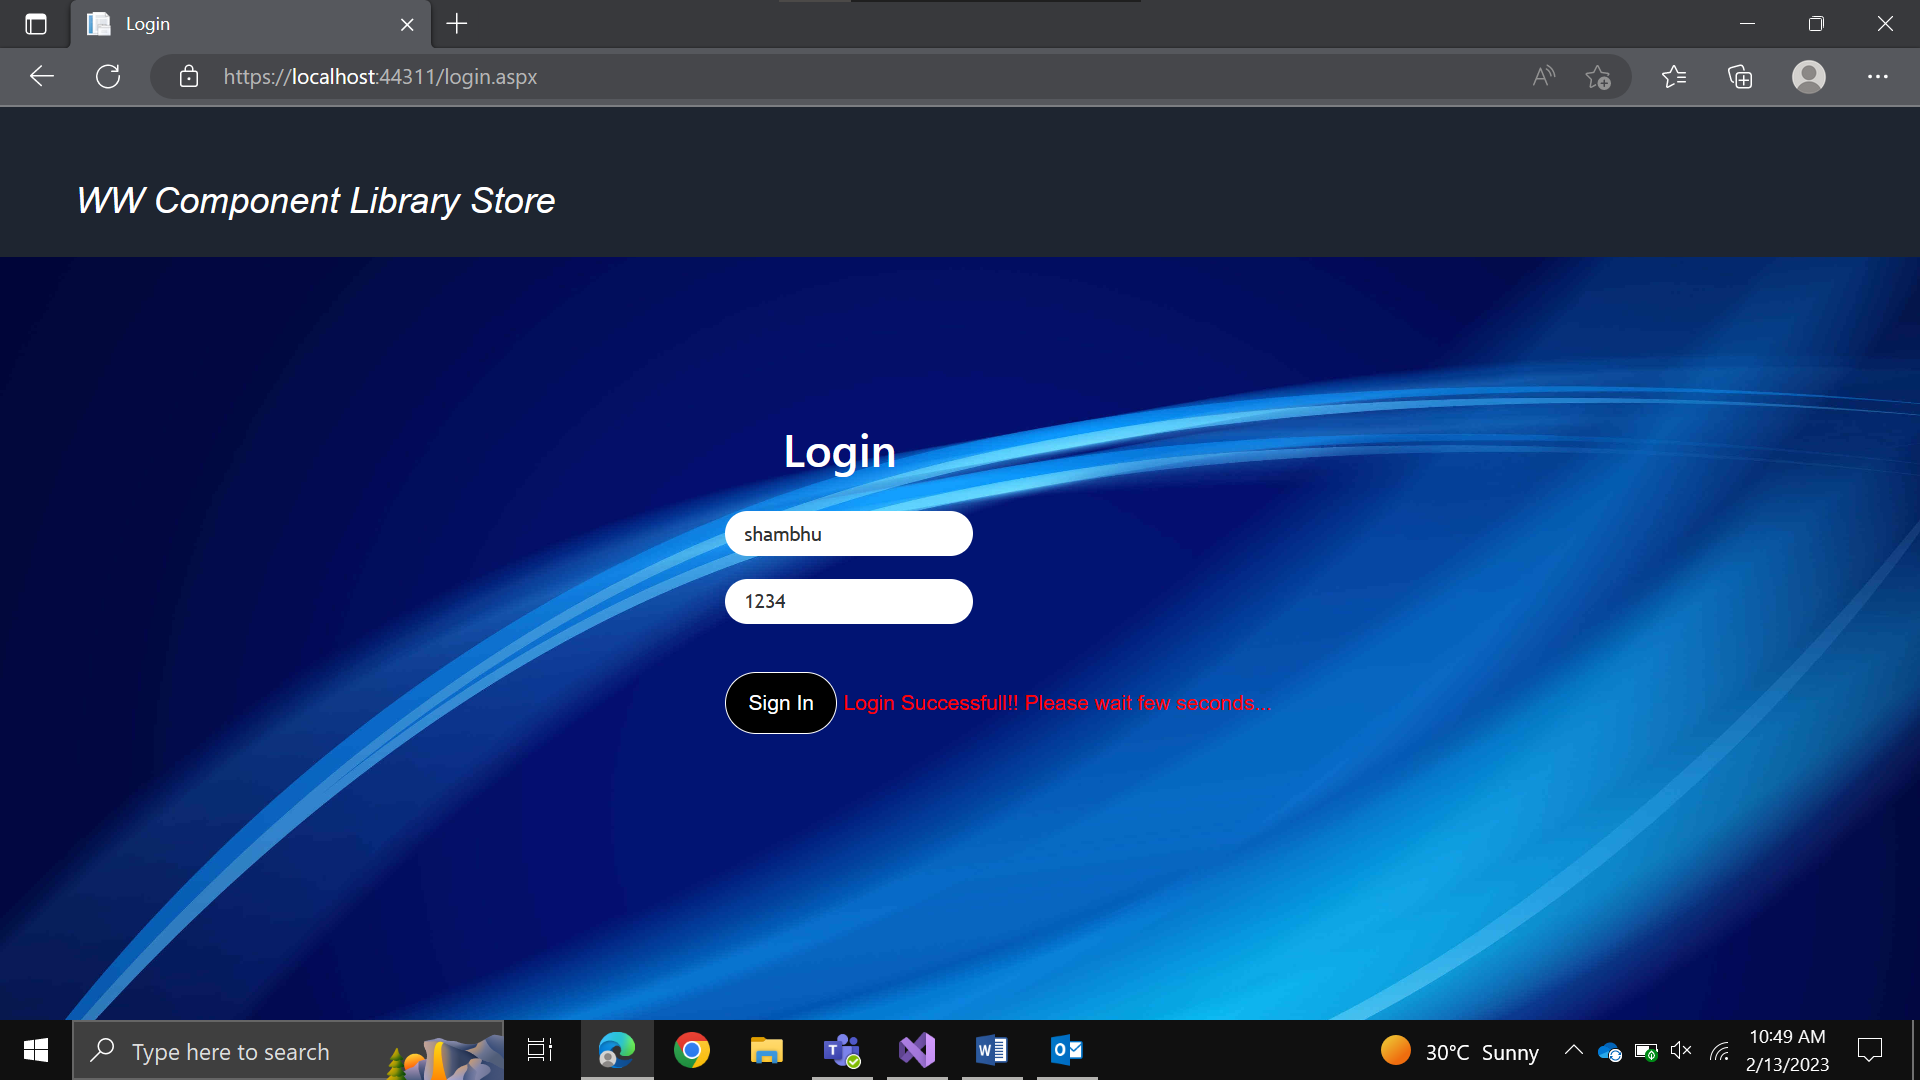 Login
https://localhost:44311/login.aspx
WW Component Library Store
Login
shambhu
1234
Sign In Login Successfull!! Please wait few seconds...
Type here to search
30°C Sunny
10:49 AM
2/13/2023